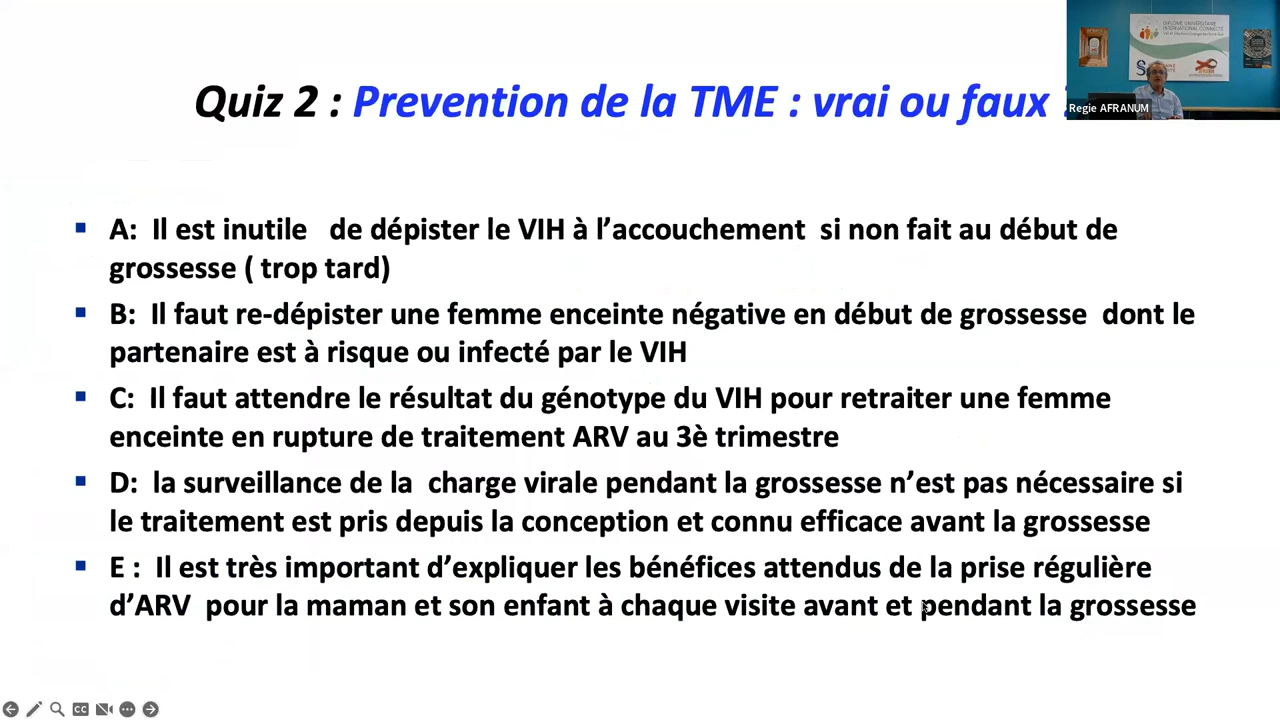 DIPLOME UNIVERSITAIRE
INTERNATIONAL CONNECTÉ
Regie AFRANUM
Quiz 2 : Prevention de la TME : vrai ou faux
A: Il est inutile de dépister le VIH à l’accouchement si non fait au début de
grossesse ( trop tard)
B: Il faut re-dépister une femme enceinte négative en début de grossesse dont le
partenaire est à risque ou infecté par le VIH
C: Il faut attendre le résultat du génotype du VIH pour retraiter une femme
enceinte en rupture de traitement ARV au 3è trimestre
D: la surveillance de la charge virale pendant la grossesse n’est pas nécessaire si
le traitement est pris depuis la conception et connu efficace avant la grossesse
E : Il est très important d’expliquer les bénéfices attendus de la prise régulière
d’ARV pour la maman et son enfant à chaque visite avant et pendant la grossesse
CC